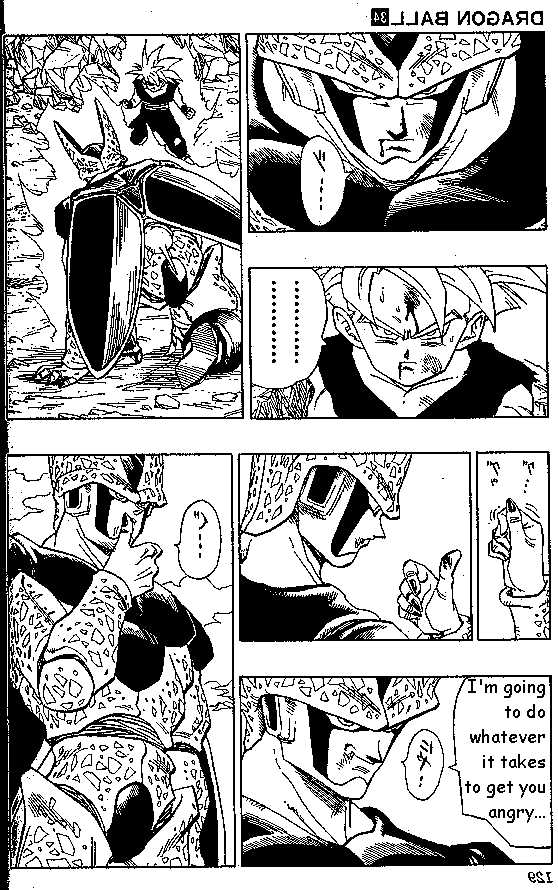 DRAGON BALL 34
I'm going
to do
whatever
it takes
to get you
angry...
129